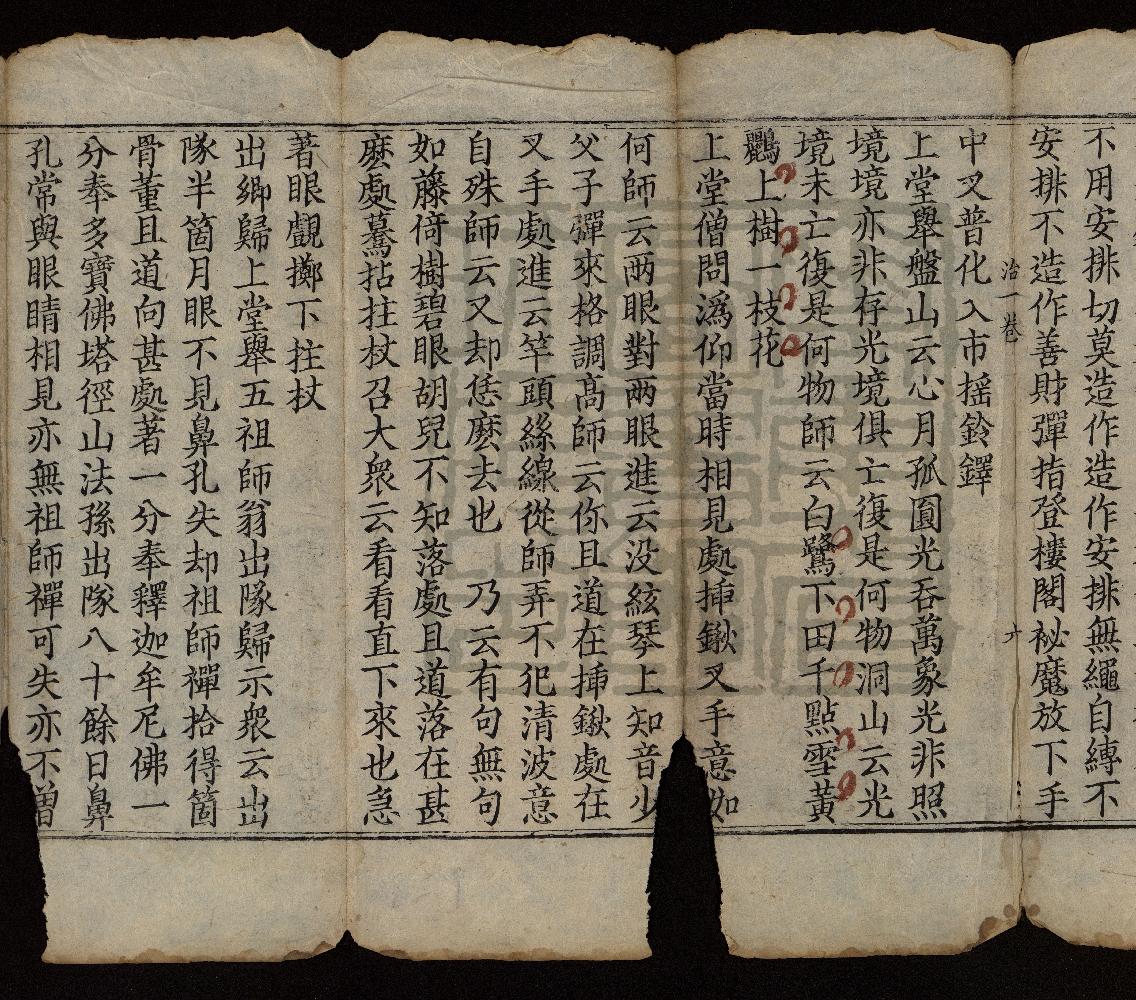 不用安排切莫造作造作安排無繩自縛不
安排不造作善財彈指登樓閣祕魔放下手
洽一卷 六
中叉普化入市摇鈴鐸
上堂舉盤山云心月孤圓光吞萬象光非照
境境亦非存光境俱亡復是何物洞山云光
境未亡復是何物師云白鷺下田千點雪黃
鸝上樹一枝花
上堂僧問溈仰當時相見處揷鍬叉手意如
何師云兩眼對兩眼進云没絃琴上知音少
父子彈來格調高師云你且道在揷鍬處在
叉手處進云竿頭絲線從師弄不犯清波意
自殊師云又却恁麽去也 乃云有句無句
如藤倚樹碧眼胡兒不知落處且道落在甚
麽處驀拈拄杖召大衆云看看直下來也急
著眼覷擲下拄杖
出鄉歸上堂舉五祖師翁出隊歸示衆云出
隊半箇月眼不見鼻孔失却祖師禪拾得箇
骨董且道向甚處著一分奉釋迦牟尼佛一
分奉多寶佛塔徑山法孫出隊八十餘日鼻
孔常與眼睛相見亦無祖師禪可失亦不曾